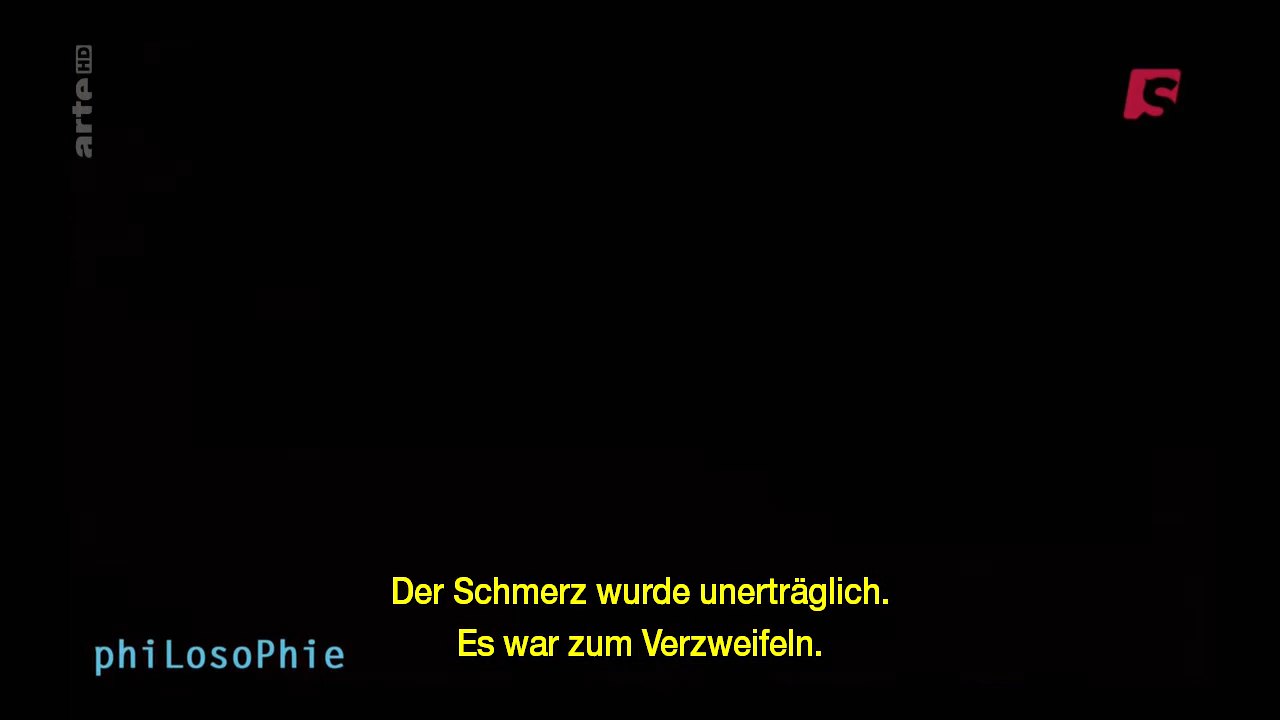 arte HD
S
Der Schmerz wurde unerträglich.
Es war zum Verzweifeln.
phiLosoPhie